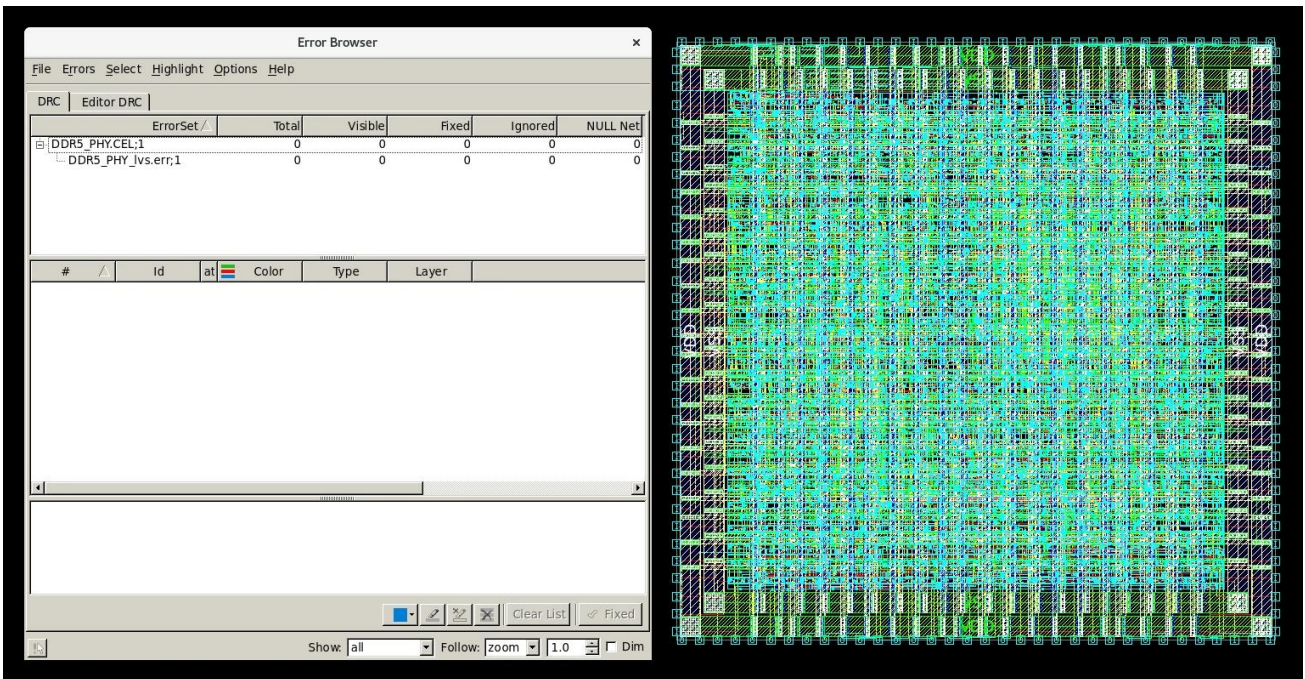 Error Browser ×
File Errors Select Highlight Options Help
DRC Editor DRC
ErrorSet Total Visible Fixed Ignored NULL Net
DDR5_PHY.CEL;1 0 0 0 0 0
DDR5_PHY_lvs.err;1 0 0 0 0 0
# Id at Color Type Layer
Clear List Fixed
Show: all Follow: zoom 1.0 Dim
VDD VSS VSS VDD